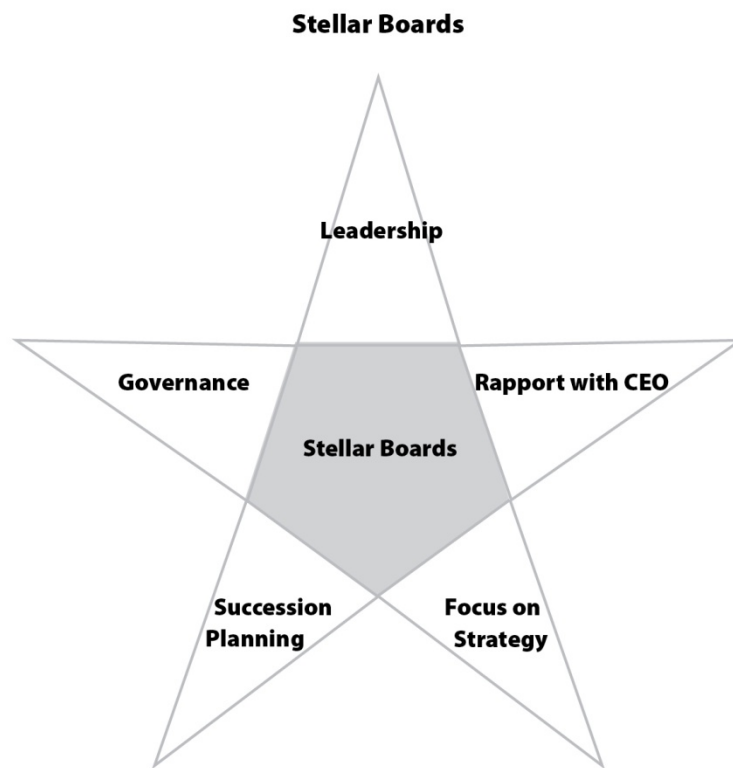 Stellar Boards
Leadership
Governance
Rapport with CEO
Stellar Boards
Succession
Planning
Focus on
Strategy